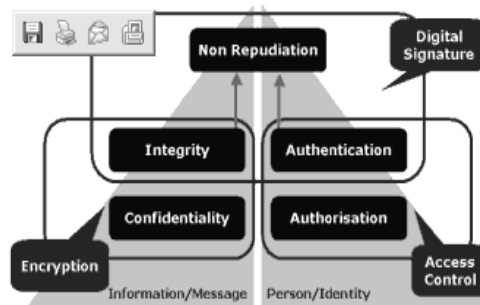 Non Repudiation
Digital
Signature
Integrity
Authentication
Confidentiality
Authorisation
Encryption
Access
Control
Information/Message
Person/Identity